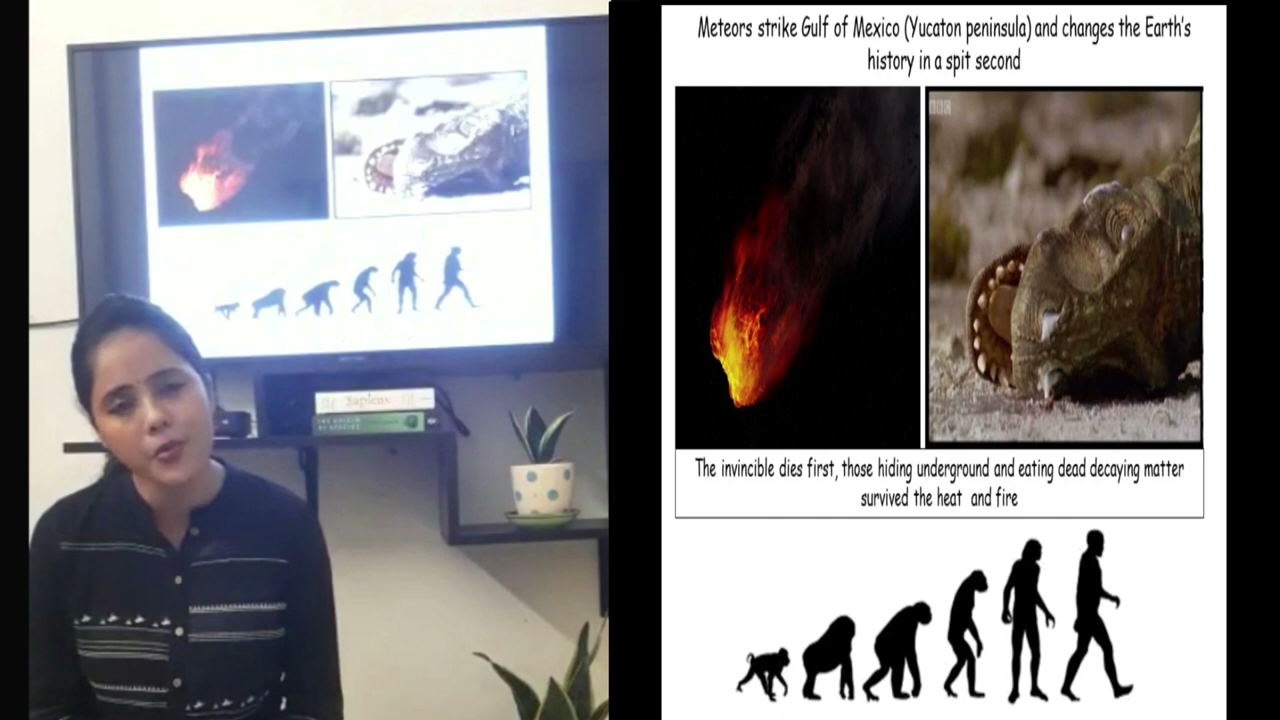 Meteors strike Gulf of Mexico (Yucaton peninsula) and changes the Earth's
history in a spit second
BBC
The invincible dies first, those hiding underground and eating dead decaying matter
survived the heat and fire
Sapiens
THE ORIGIN
OF SPECIES